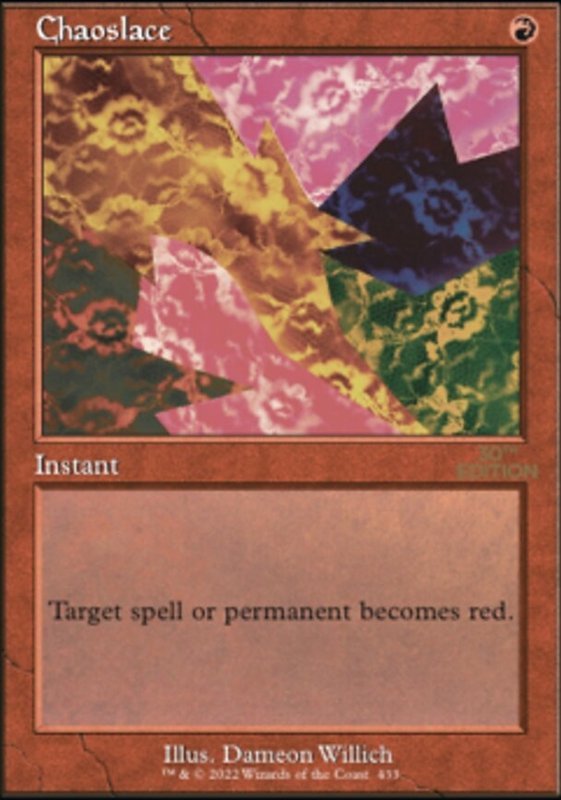 Chaoslace
Instant
30TH
EDITION
Target spell or permanent becomes red.
Illus. Dameon Willich
™ & © 2022 Wizards of the Coast 433